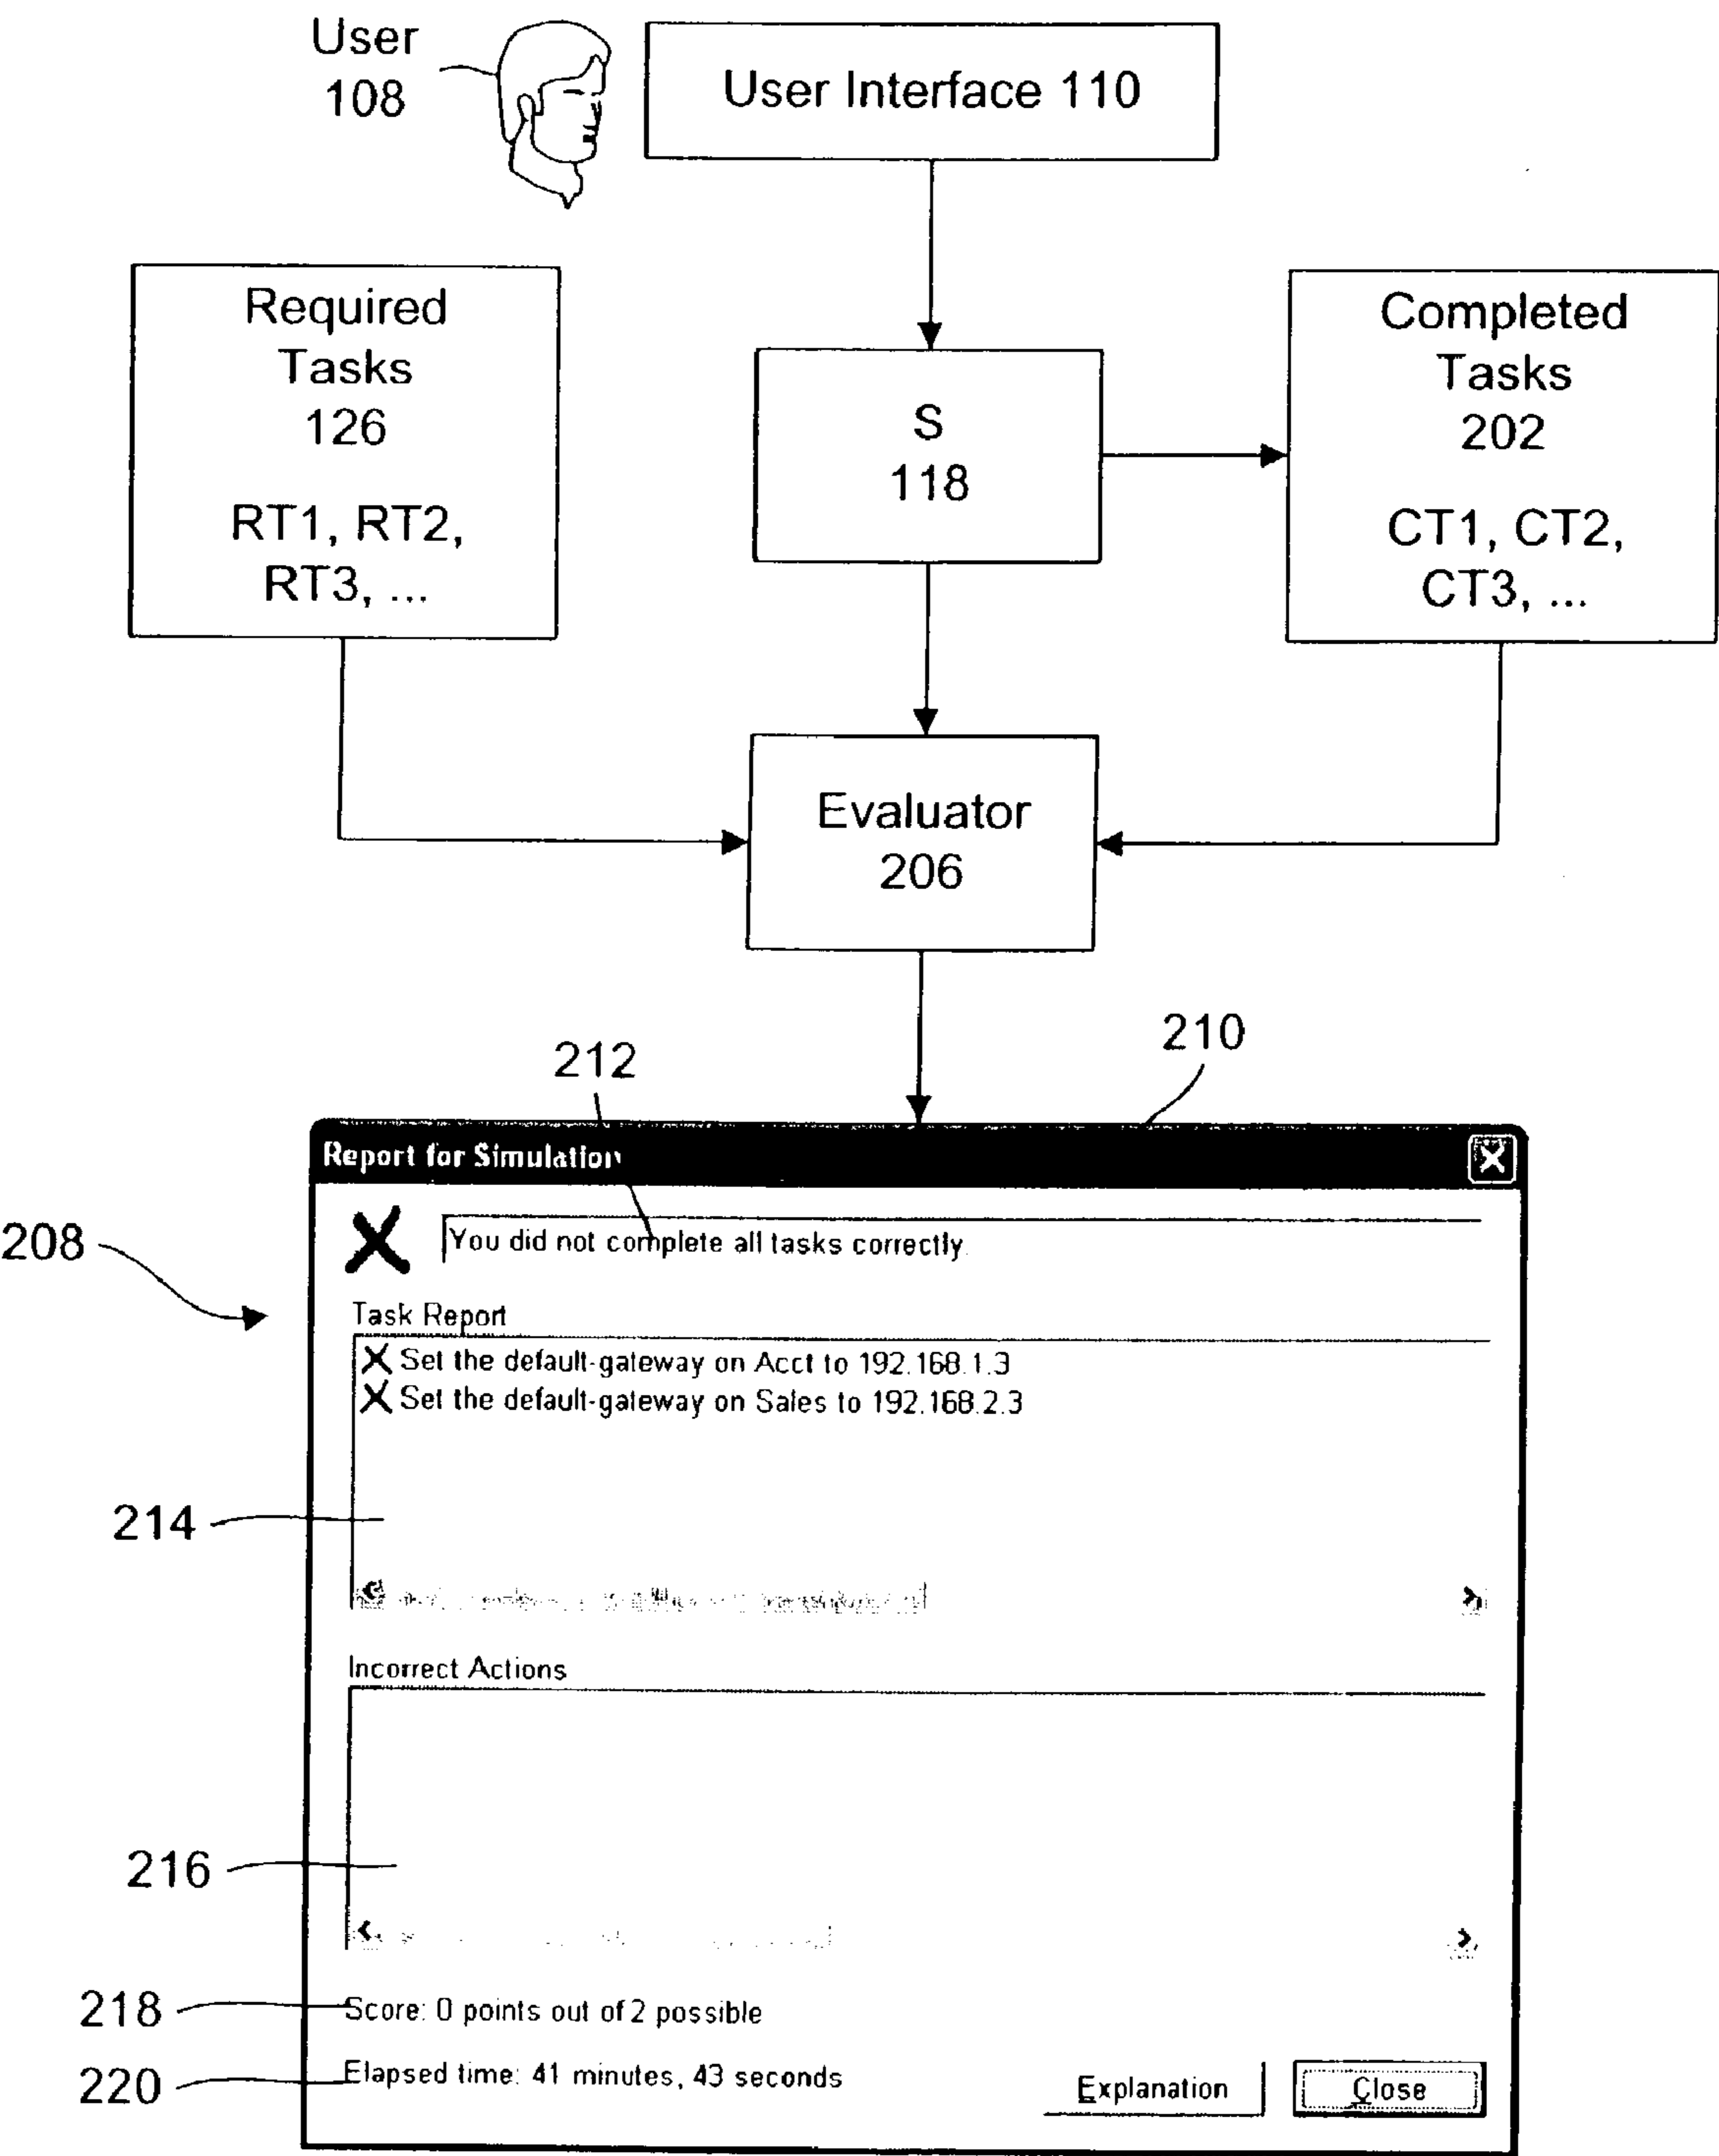 User
108
User Interface 110
Required
Tasks
126
RT1, RT2,
RT3, ...
S
118
Completed
Tasks
202
CT1, CT2,
CT3, ...
Evaluator
206
212
210
208
Report for Simulation
You did not complete all tasks correctly.
Task Report
Set the default-gateway on Acct to 192.168.1.3
Set the default-gateway on Sales to 192.168.2.3
214
Incorrect Actions
216
218
Score: 0 points out of 2 possible
220
Elapsed time: 41 minutes, 43 seconds
Explanation
Close